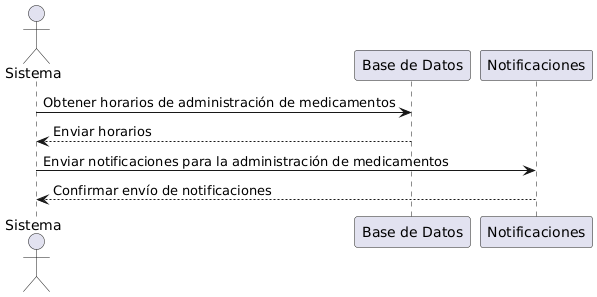 Sistema
Base de Datos
Notificaciones
Obtener horarios de administración de medicamentos
Enviar horarios
Enviar notificaciones para la administración de medicamentos
Confirmar envío de notificaciones
Sistema
Base de Datos
Notificaciones